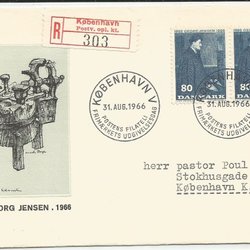 R
København
Postv. opl. kt.
303
KØBENHAVN V
31.AUG.1966
POSTENS FILATELI
FRIMÆRKETS UDGIVELSESDAG
80
DANMARK
80
31.AUG.1966
herr pastor Poul
Stokhusgade
København K
ORG JENSEN . 1966